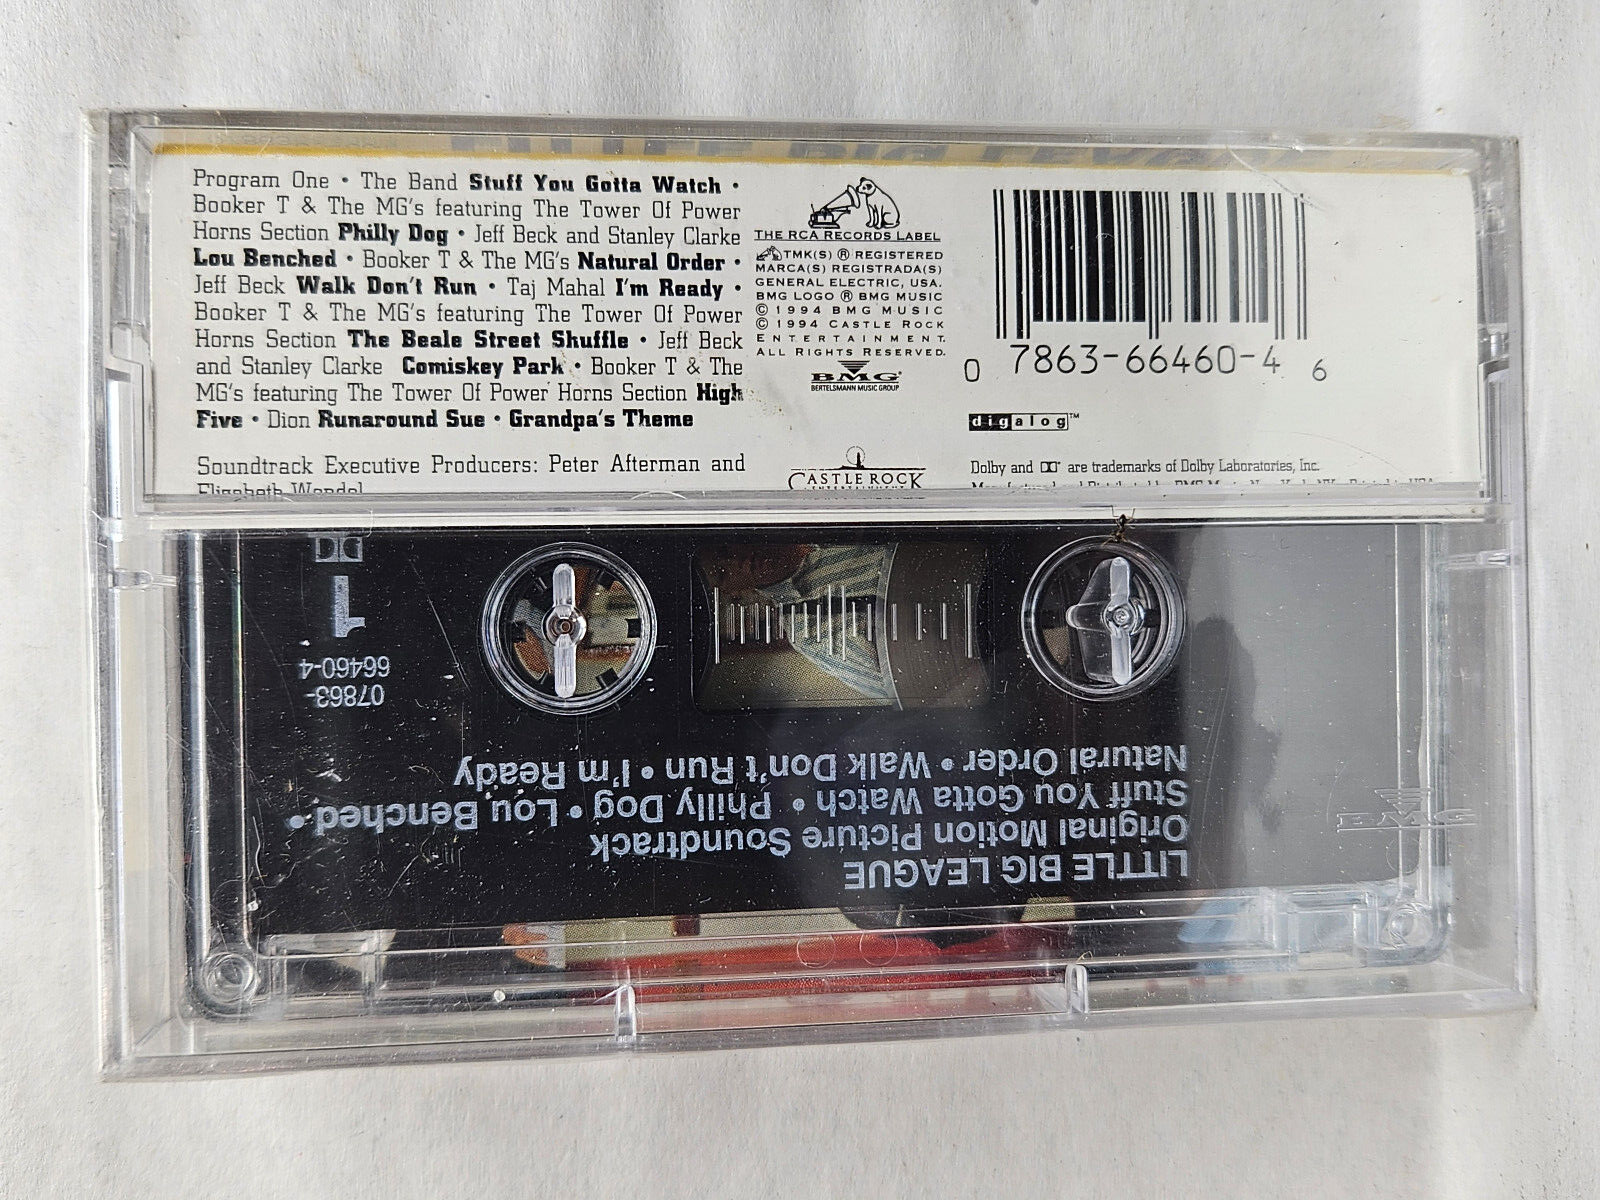 Program One • The Band Stuff You Gotta Watch •
Booker T & The MG's featuring The Tower Of Power
Horns Section Philly Dog • Jeff Beck and Stanley Clarke
Lou Benched • Booker T & The MG's Natural Order •
Jeff Beck Walk Don't Run • Taj Mahal I'm Ready •
Booker T & The MG's featuring The Tower Of Power
Horns Section The Beale Street Shuffle • Jeff Beck
and Stanley Clarke Comiskey Park • Booker T & The
MG's featuring The Tower Of Power Horns Section High
Five • Dion Runaround Sue • Grandpa's Theme
Soundtrack Executive Producers: Peter Afterman and
THE RCA RECORDS LABEL
TMK(S) ® REGISTERED
MARCA(S) REGISTRADA(S)
GENERAL ELECTRIC, USA.
BMG LOGO ® BMG MUSIC
© 1994 BMG MUSIC
© 1994 CASTLE ROCK
ENTERTAINMENT.
ALL RIGHTS RESERVED.
BMG
BERTELSMANN MUSIC GROUP
CASTLE ROCK
0 7863-66460-4 6
digalog™
Dolby and DD are trademarks of Dolby Laboratories, Inc.
LITTLE BIG LEAGUE
Original Motion Picture Soundtrack
Stuff You Gotta Watch • Philly Dog • Lou Benched •
Natural Order • Walk Don't Run • I'm Ready
07863-
66460-4
1
BMG